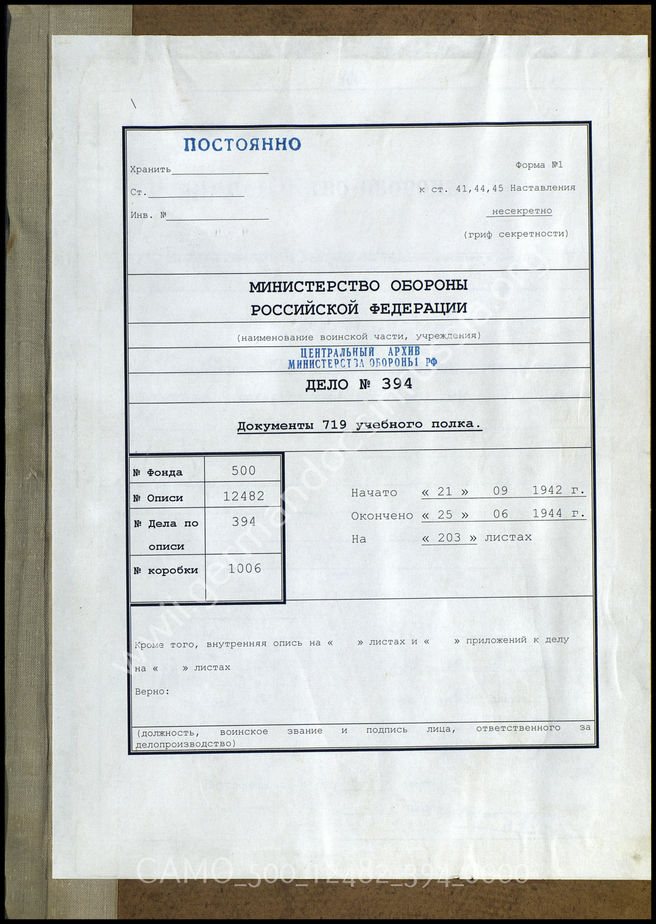 ПОСТОЯННО
Хранить
Форма №1
Ст.
к ст. 41,44,45 Наставления
Инв. №
несекретно
(гриф секретности)
МИНИСТЕРСТВО ОБОРОНЫ
РОССИЙСКОЙ ФЕДЕРАЦИИ
(наименование воинской части, учреждения)
ЦЕНТРАЛЬНЫЙ АРХИВ
МИНИСТЕРСТВА ОБОРОНЫ РФ
ДЕЛО № 394
Документы 719 учебного полка.
№ Фонда 500
№ Описи 12482
№ Дела по описи 394
№ коробки 1006
Начато « 21 » 09 1942 г.
Окончено « 25 » 06 1944 г.
На « 203 » листах
Кроме того, внутренняя опись на « » листах и « » приложений к делу
на « » листах
Верно:
(должность, воинское звание и подпись лица, ответственного за
делопроизводство)